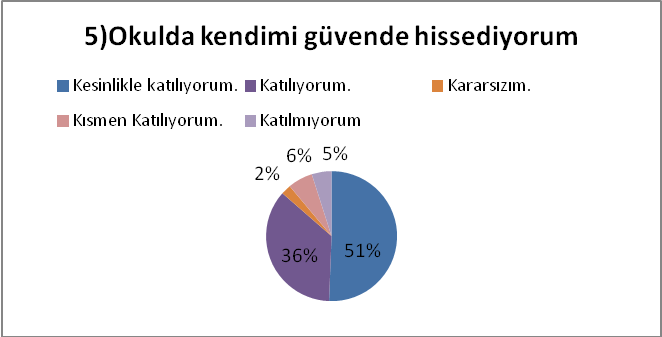 5)Okulda kendimi güvende hissediyorum
Kesinlikle katılıyorum. Katılıyorum. Kararsızım.
Kısmen Katılıyorum. Katılmıyorum
6% 5%
2%
36% 51%